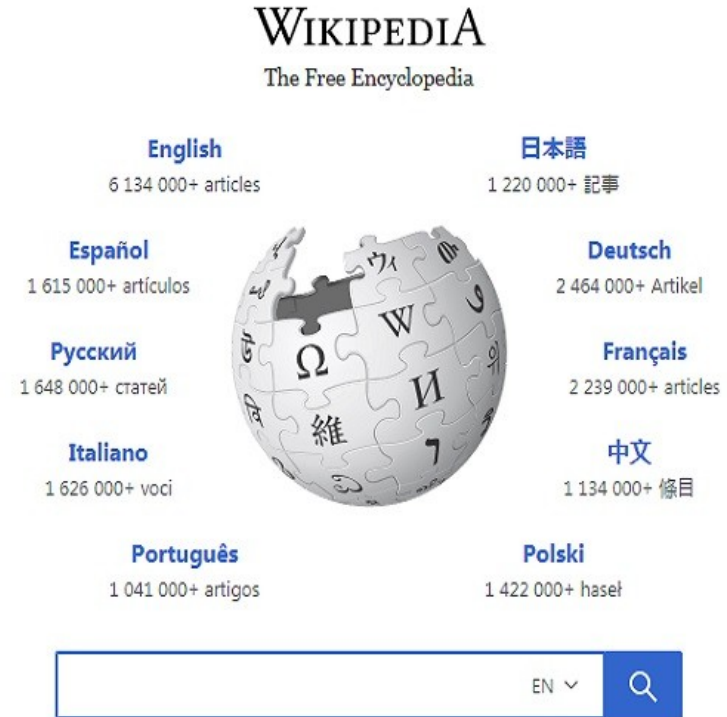 WIKIPEDIA
The Free Encyclopedia
English
6 134 000+ articles
日本語
1 220 000+ 記事
Español
1 615 000+ artículos
Deutsch
2 464 000+ Artikel
Русский
1 648 000+ статей
Français
2 239 000+ articles
Italiano
1 626 000+ voci
中文
1 134 000+ 條目
Português
1 041 000+ artigos
Polski
1 422 000+ haseł
ウィ
W
Ω
И
維
EN